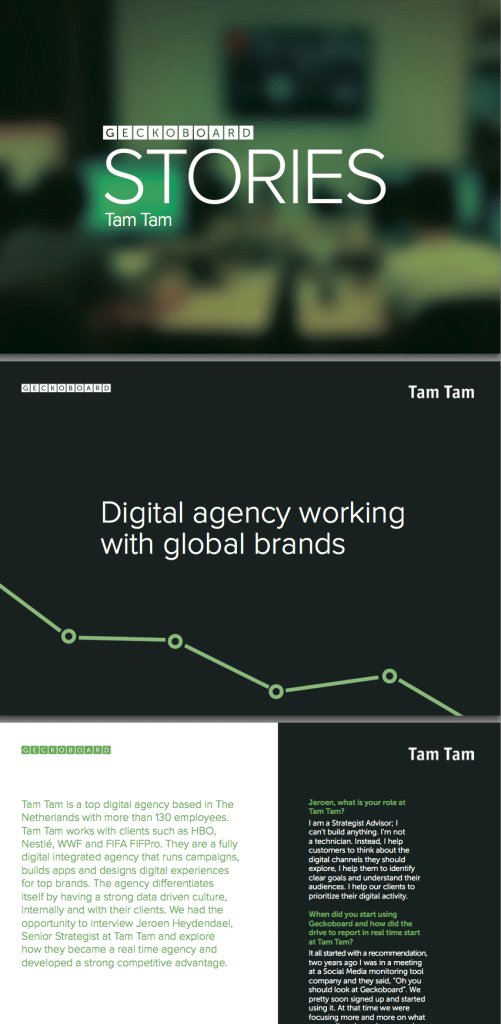 GECKOBOARD
STORIES
Tam Tam
GECKOBOARD
Tam Tam
Digital agency working
with global brands
GECKOBOARD
Tam Tam
Tam Tam is a top digital agency based in The
Netherlands with more than 130 employees.
Tam Tam works with clients such as HBO,
Nestlé, WWF and FIFA FIFPro. They are a fully
digital integrated agency that runs campaigns,
builds apps and designs digital experiences
for top brands. The agency differentiates
itself by having a strong data driven culture,
internally and with their clients. We had the
opportunity to interview Jeroen Heydendael,
Senior Strategist at Tam Tam and explore
how they became a real time agency and
developed a strong competitive advantage.
Jeroen, what is your role at
Tam Tam?
I am a Strategist Advisor; I
can't build anything. I'm not
a technician. Instead, I help
customers to think about the
digital channels they should
explore, I help them to identify
clear goals and understand their
audiences. I help our clients to
prioritize their digital activity.
When did you start using
Geckoboard and how did the
drive to report in real time start
at Tam Tam?
It all started with a recommendation,
two years ago I was in a meeting
at a Social Media monitoring tool
company and they said, "Oh you
should look at Geckoboard". We
pretty soon signed up and started
using it. At that time we were
focusing more and more on what